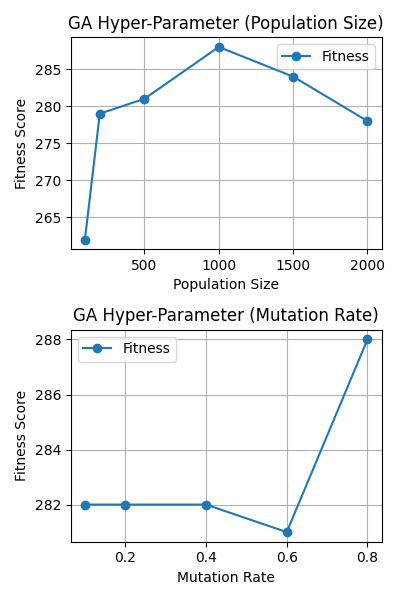 GA Hyper-Parameter (Population Size)
Fitness
285
280
275
270
265
Fitness Score
500 1000 1500 2000
Population Size
GA Hyper-Parameter (Mutation Rate)
Fitness
288
286
284
282
Fitness Score
0.2 0.4 0.6 0.8
Mutation Rate